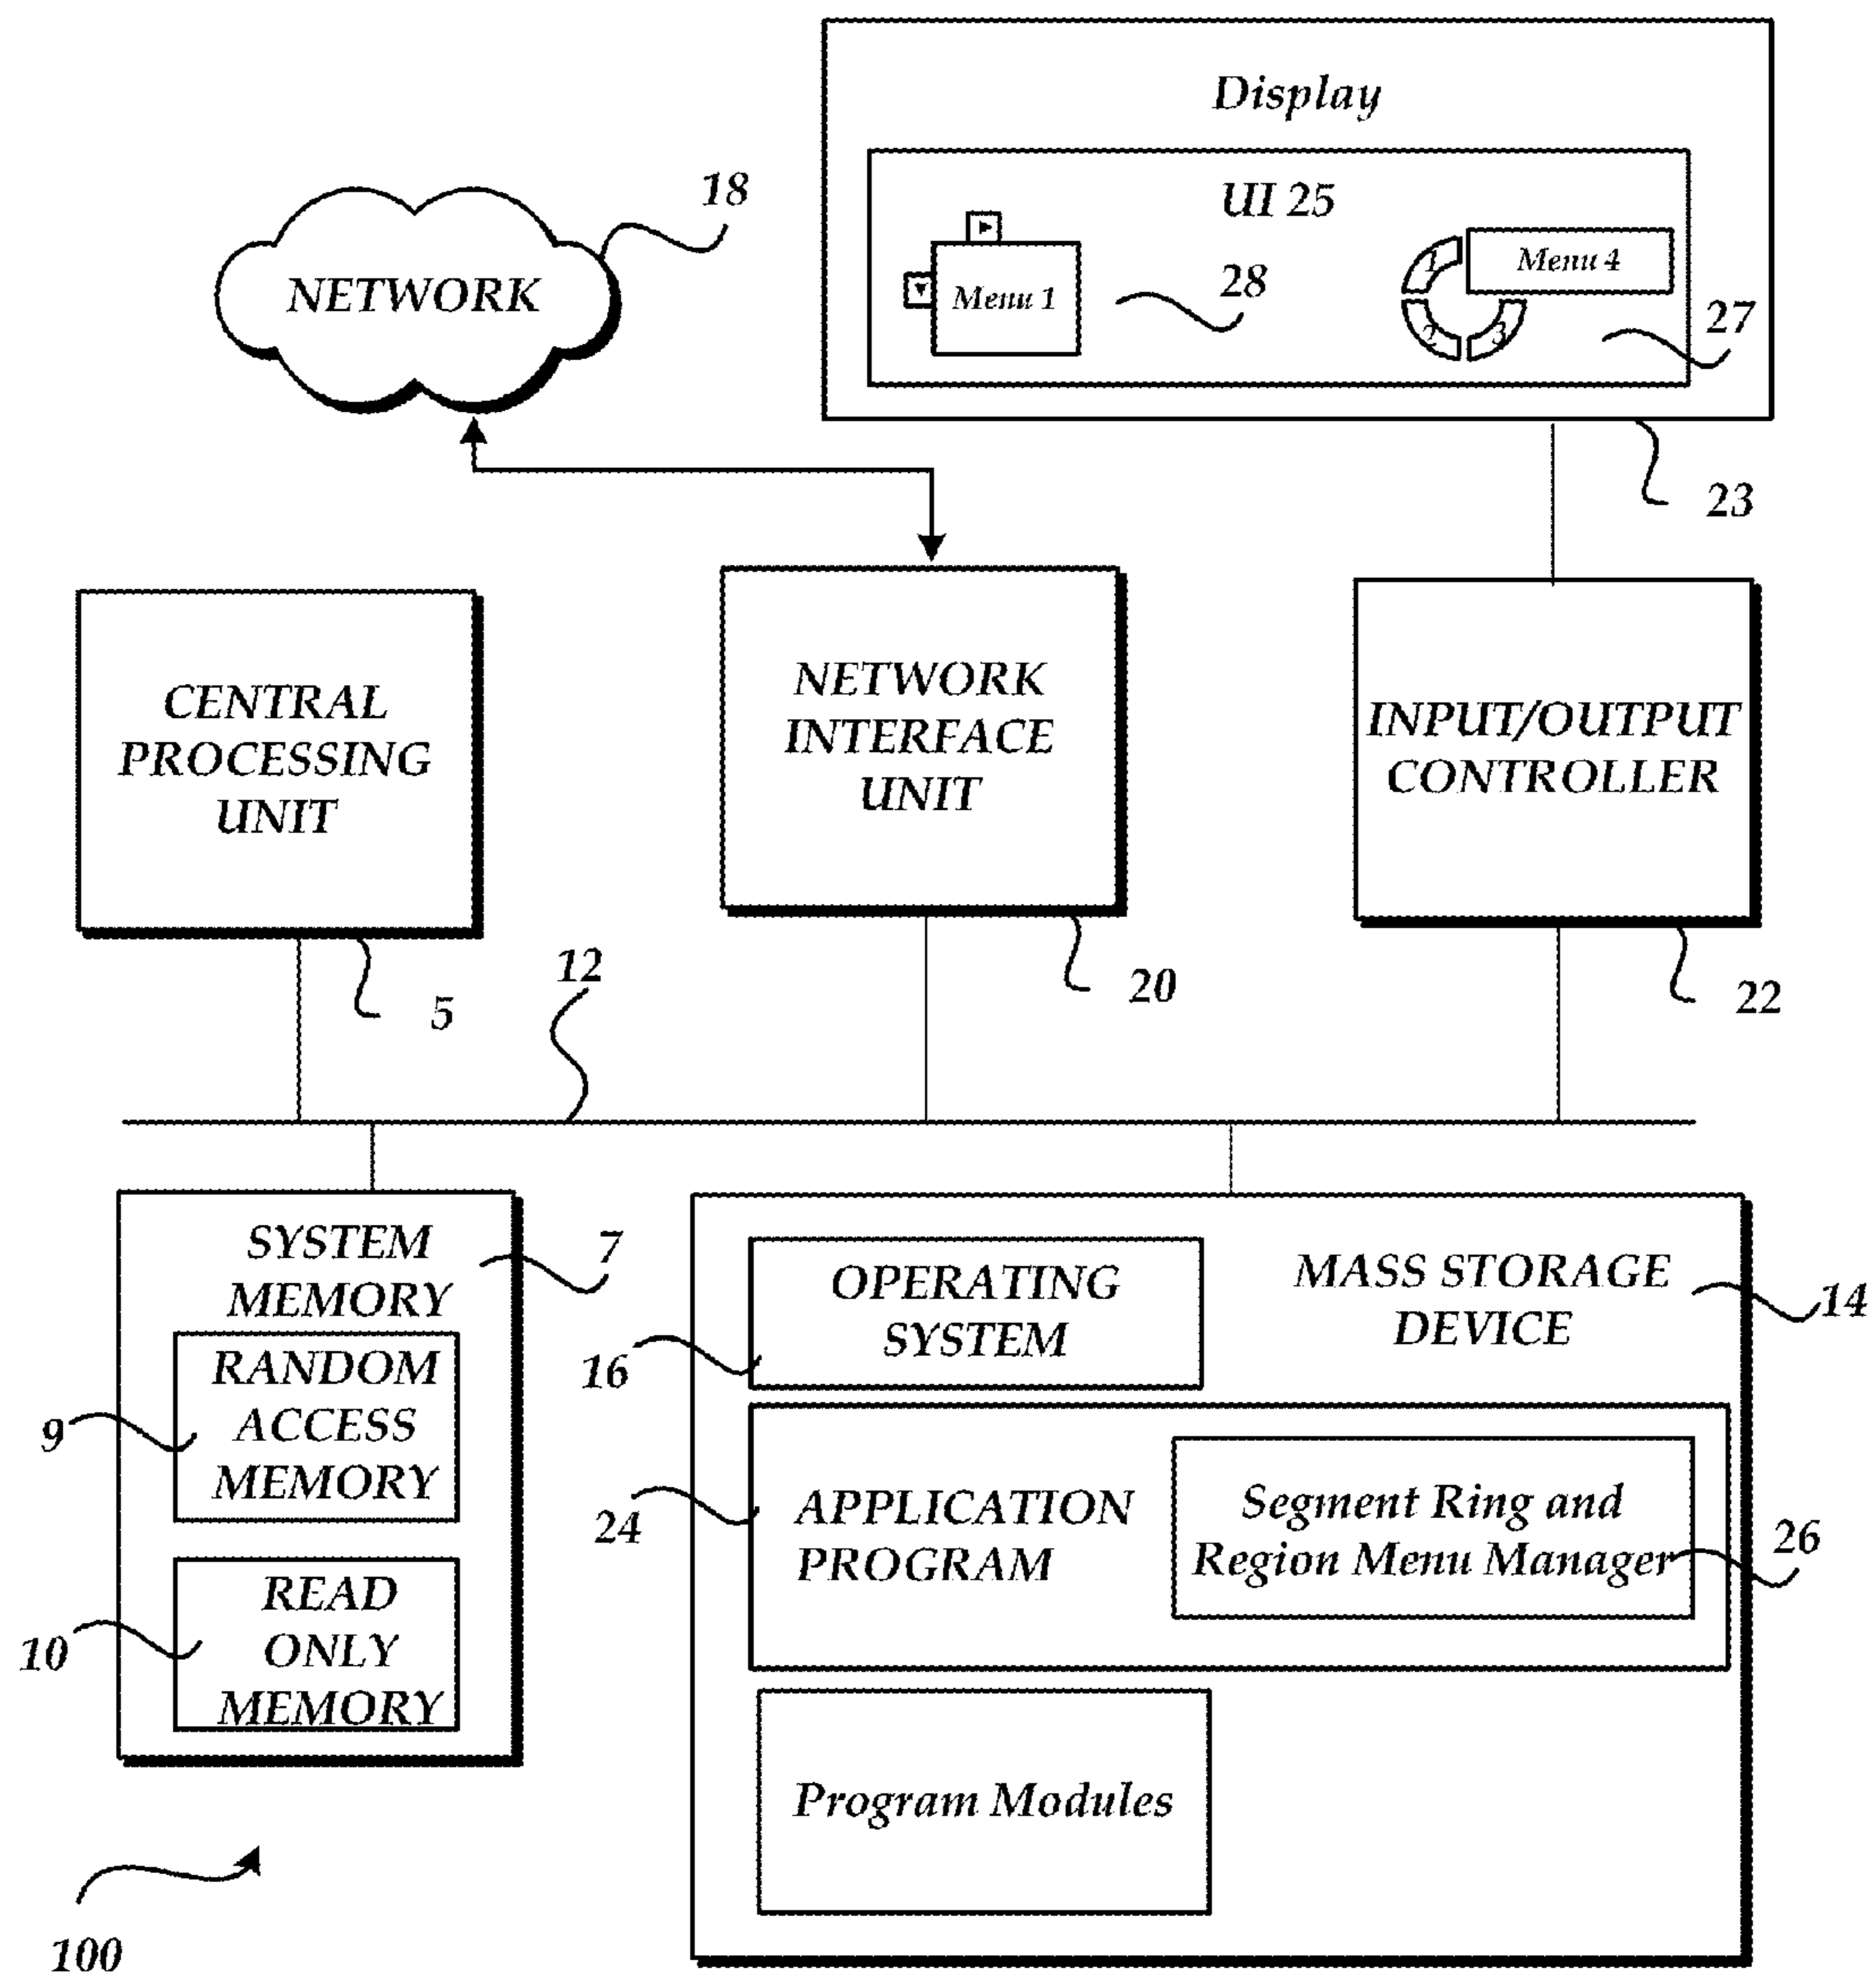 Display
UI 25
Menu 1
28
1
Menu 4
2
3
27
18
NETWORK
23
CENTRAL
PROCESSING
UNIT
5
NETWORK
INTERFACE
UNIT
20
INPUT/OUTPUT
CONTROLLER
22
12
SYSTEM
MEMORY
7
RANDOM
ACCESS
MEMORY
9
READ
ONLY
MEMORY
10
MASS STORAGE
DEVICE
14
OPERATING
SYSTEM
16
APPLICATION
PROGRAM
24
Segment Ring and
Region Menu Manager
26
Program Modules
100